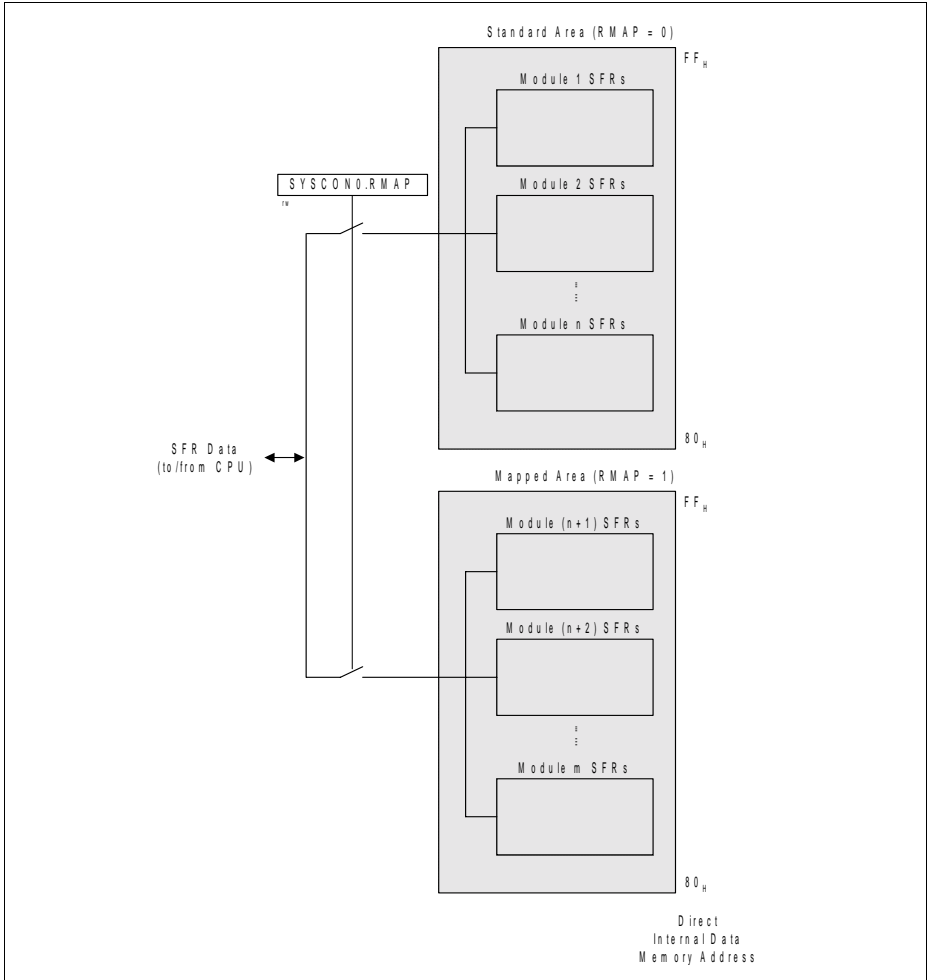 Standard Area (RMAP = 0)
FFH
Module 1 SFRs
SYSCON0.RMAP
rw
Module 2 SFRs
...
Module n SFRs
80H
SFR Data
(to/from CPU)
Mapped Area (RMAP = 1)
FFH
Module (n+1) SFRs
Module (n+2) SFRs
...
Module m SFRs
80H
Direct
Internal Data
Memory Address